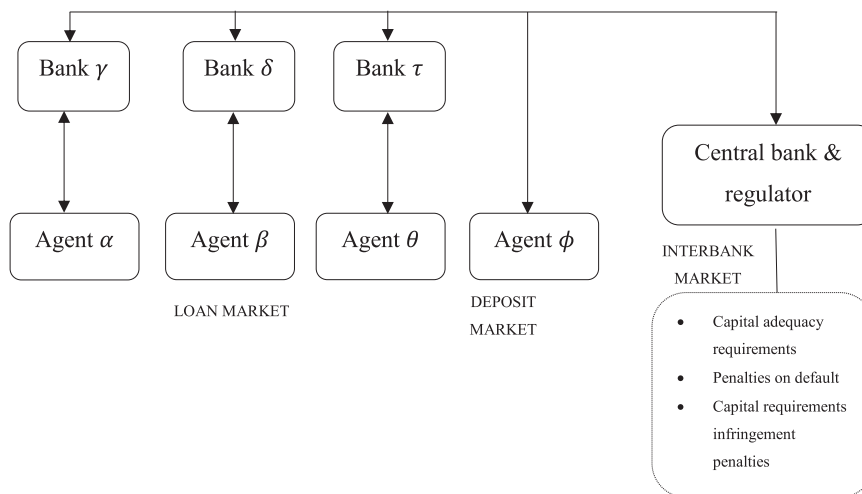 Bank γ
Bank δ
Bank τ
Central bank &
regulator
Agent α
Agent β
Agent θ
Agent ϕ
LOAN MARKET
DEPOSIT
MARKET
INTERBANK
MARKET
• Capital adequacy
requirements
• Penalties on default
• Capital requirements
infringement
penalties